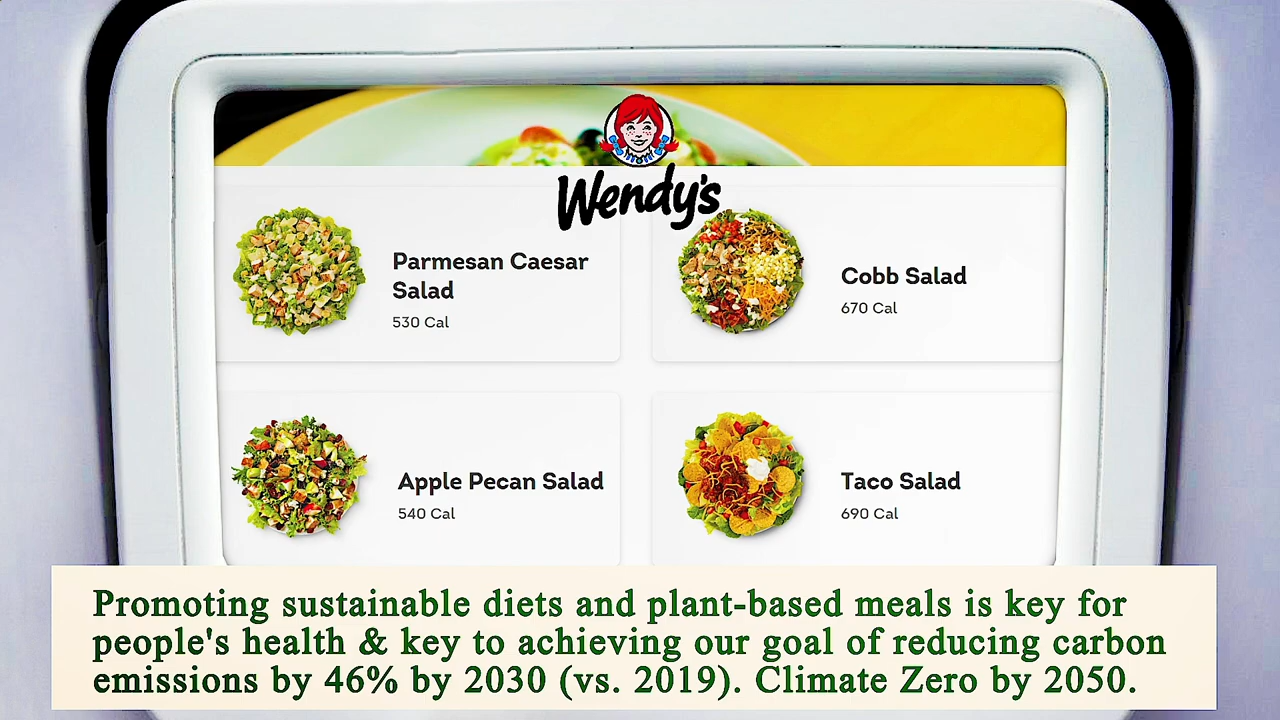 Wendy's
Parmesan Caesar
Salad
530 Cal
Cobb Salad
670 Cal
Apple Pecan Salad
540 Cal
Taco Salad
690 Cal
Promoting sustainable diets and plant-based meals is key for
people's health & key to achieving our goal of reducing carbon
emissions by 46% by 2030 (vs. 2019). Climate Zero by 2050.